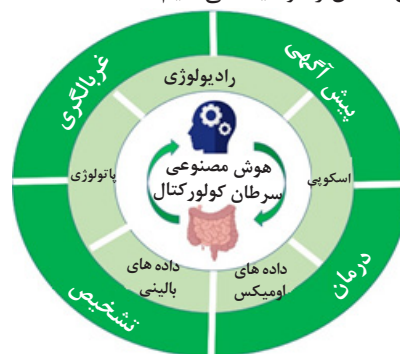 غربالگری
پیش آگهی
رادیولوژی
پاتولوژی
اسکوپی
هوش مصنوعی
سرطان کولورکتال
داده های
بالینی
داده های
اومیکس
تشخیص
درمان